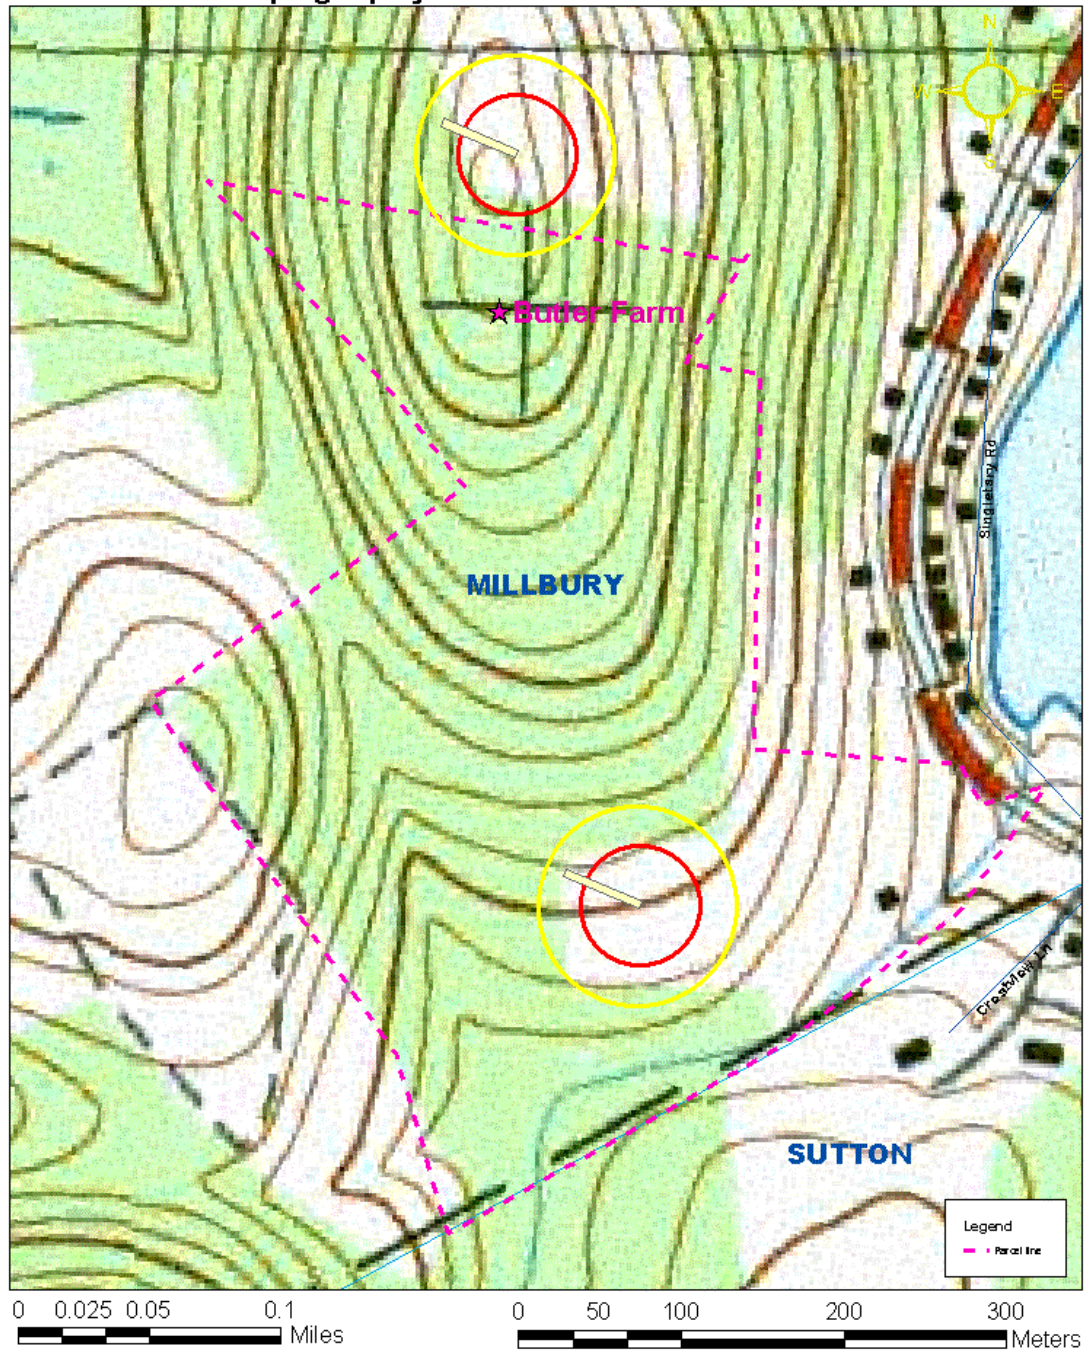 N
W E
S
Butler Farm
Singletary Rd
MILLBURY
Crestview Ln
SUTTON
Legend
Parcel line
0 0.025 0.05 0.1
Miles
0 50 100 200 300
Meters